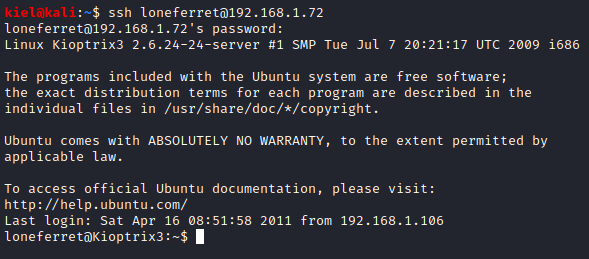 kiel@kali:~$ ssh loneferret@192.168.1.72
loneferret@192.168.1.72's password:
Linux Kioptrix3 2.6.24-24-server #1 SMP Tue Jul 7 20:21:17 UTC 2009 i686
The programs included with the Ubuntu system are free software;
the exact distribution terms for each program are described in the
individual files in /usr/share/doc/*/copyright.
Ubuntu comes with ABSOLUTELY NO WARRANTY, to the extent permitted by
applicable law.
To access official Ubuntu documentation, please visit:
http://help.ubuntu.com/
Last login: Sat Apr 16 08:51:58 2011 from 192.168.1.106
loneferret@Kioptrix3:~$